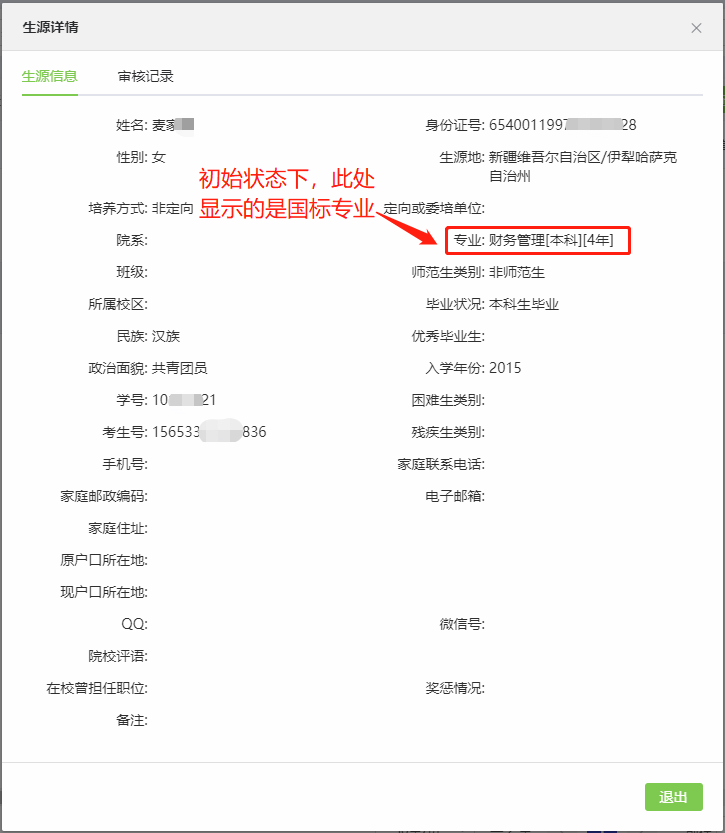 生源详情
生源信息 审核记录
姓名: 麦家 身份证号: 6540011997 28
性别: 女 生源地: 新疆维吾尔自治区/伊犁哈萨克
自治州
初始状态下，此处
显示的是国标专业
培养方式: 非定向 定向或委培单位:
院系: 专业: 财务管理[本科][4年]
班级: 师范生类别: 非师范生
所属校区: 毕业状况: 本科生毕业
民族: 汉族 优秀毕业生:
政治面貌: 共青团员 入学年份: 2015
学号: 10 21 困难生类别:
考生号: 156533 836 残疾生类别:
手机号: 家庭联系电话:
家庭邮政编码: 电子邮箱:
家庭住址:
原户口所在地:
现户口所在地:
QQ: 微信号:
院校评语:
在校曾担任职位: 奖惩情况:
备注:
退出